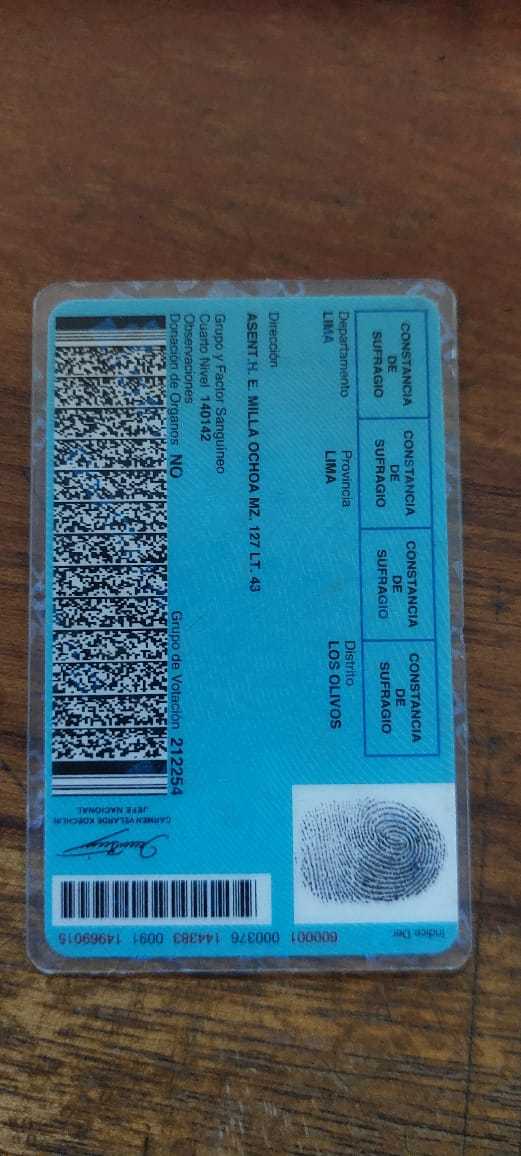 CONSTANCIA DE SUFRAGIO
CONSTANCIA DE SUFRAGIO
CONSTANCIA DE SUFRAGIO
CONSTANCIA DE SUFRAGIO
Departamento Provincia Distrito
LIMA LIMA LOS OLIVOS
Dirección
ASENT.H. E. MILLA OCHOA MZ. 127 LT. 43
Grupo y Factor Sanguíneo
Cuarto Nivel 140142
Observaciones
Donación de Organos NO Grupo de Votación 212254
CARMEN VELARDE KOECHLIN
JEFE NACIONAL
Indice Der.
600001 000376 144383 0091 14969015